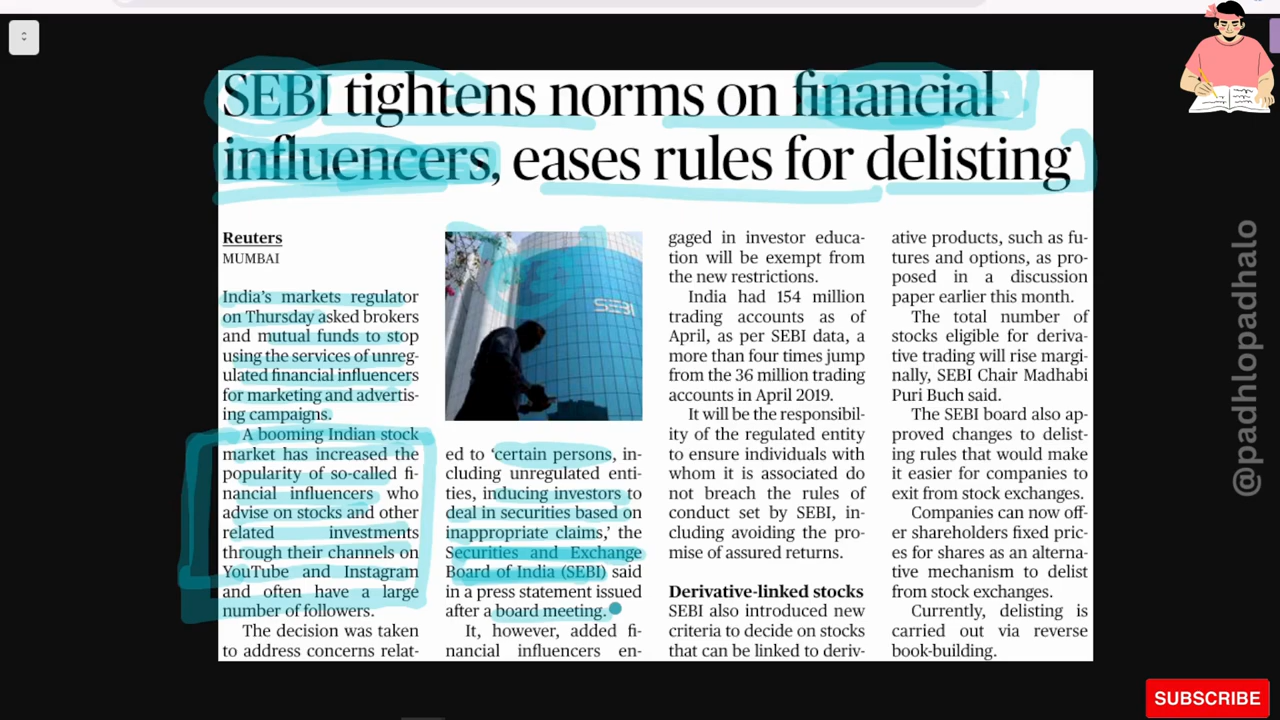 SEBI tightens norms on financial
influencers, eases rules for delisting
Reuters
MUMBAI
India's markets regulator
on Thursday asked brokers
and mutual funds to stop
using the services of unreg-
ulated financial influencers
for marketing and advertis-
ing campaigns.
A booming Indian stock
market has increased the
popularity of so-called fi-
nancial influencers who
advise on stocks and other
related investments
through their channels on
YouTube and Instagram
and often have a large
number of followers.
The decision was taken
to address concerns relat-
SEBI
ed to 'certain persons, in-
cluding unregulated enti-
ties, inducing investors to
deal in securities based on
inappropriate claims,' the
Securities and Exchange
Board of India (SEBI) said
in a press statement issued
after a board meeting.
It, however, added fi-
nancial influencers en-
gaged in investor educa-
tion will be exempt from
the new restrictions.
India had 154 million
trading accounts as of
April, as per SEBI data, a
more than four times jump
from the 36 million trading
accounts in April 2019.
It will be the responsibil-
ity of the regulated entity
to ensure individuals with
whom it is associated do
not breach the rules of
conduct set by SEBI, in-
cluding avoiding the pro-
mise of assured returns.
Derivative-linked stocks
SEBI also introduced new
criteria to decide on stocks
that can be linked to deriv-
ative products, such as fu-
tures and options, as pro-
posed in a discussion
paper earlier this month.
The total number of
stocks eligible for deriva-
tive trading will rise margi-
nally, SEBI Chair Madhabi
Puri Buch said.
The SEBI board also ap-
proved changes to delist-
ing rules that would make
it easier for companies to
exit from stock exchanges.
Companies can now off-
er shareholders fixed pric-
es for shares as an alterna-
tive mechanism to delist
from stock exchanges.
Currently, delisting is
carried out via reverse
book-building.
@padhlopadhalo
SUBSCRIBE